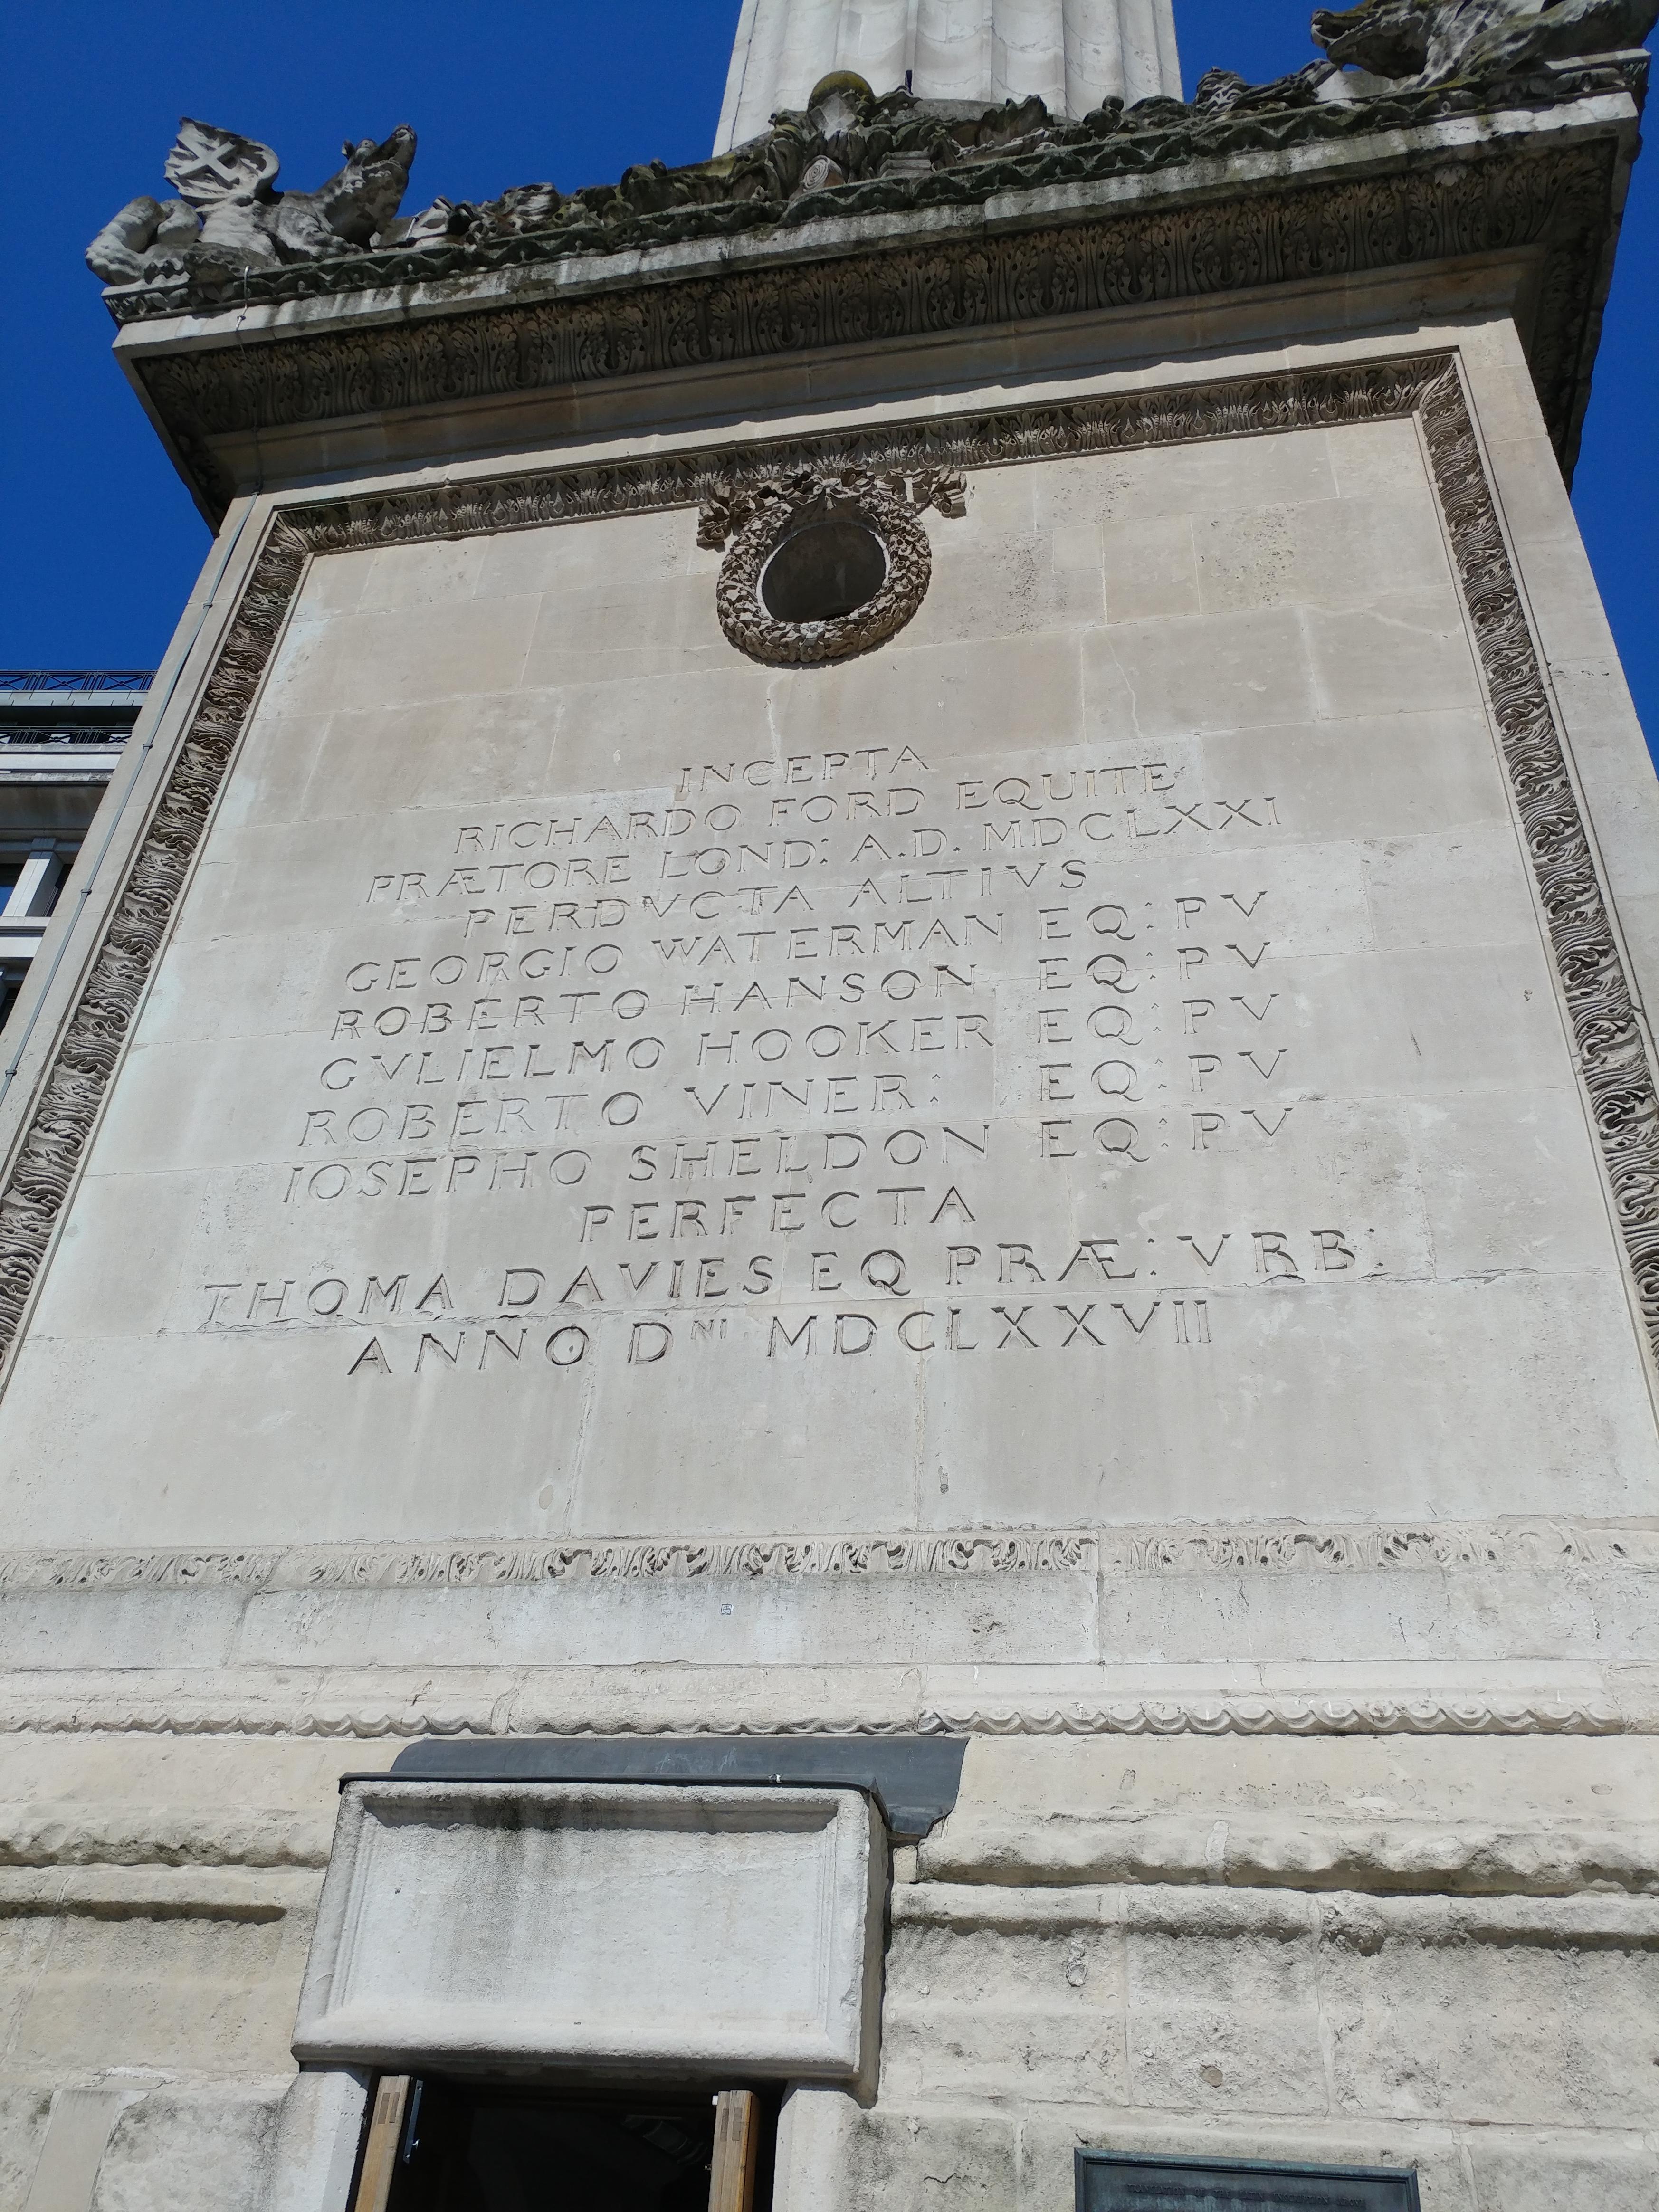 INCEPTA
RICHARDO FORD EQUITE
PRÆTORE LOND: A.D. MDCLXXI
PERDVCTA ALTIVS
GEORGIO WATERMAN EQ: PV
ROBERTO HANSON EQ: PV
GVLIELMO HOOKER EQ: PV
ROBERTO VINER: EQ: PV
IOSEPHO SHELDON EQ: PV
PERFECTA
THOMA DAVIES EQ PRÆ: VRB:
ANNO DNI MDCLXXVII